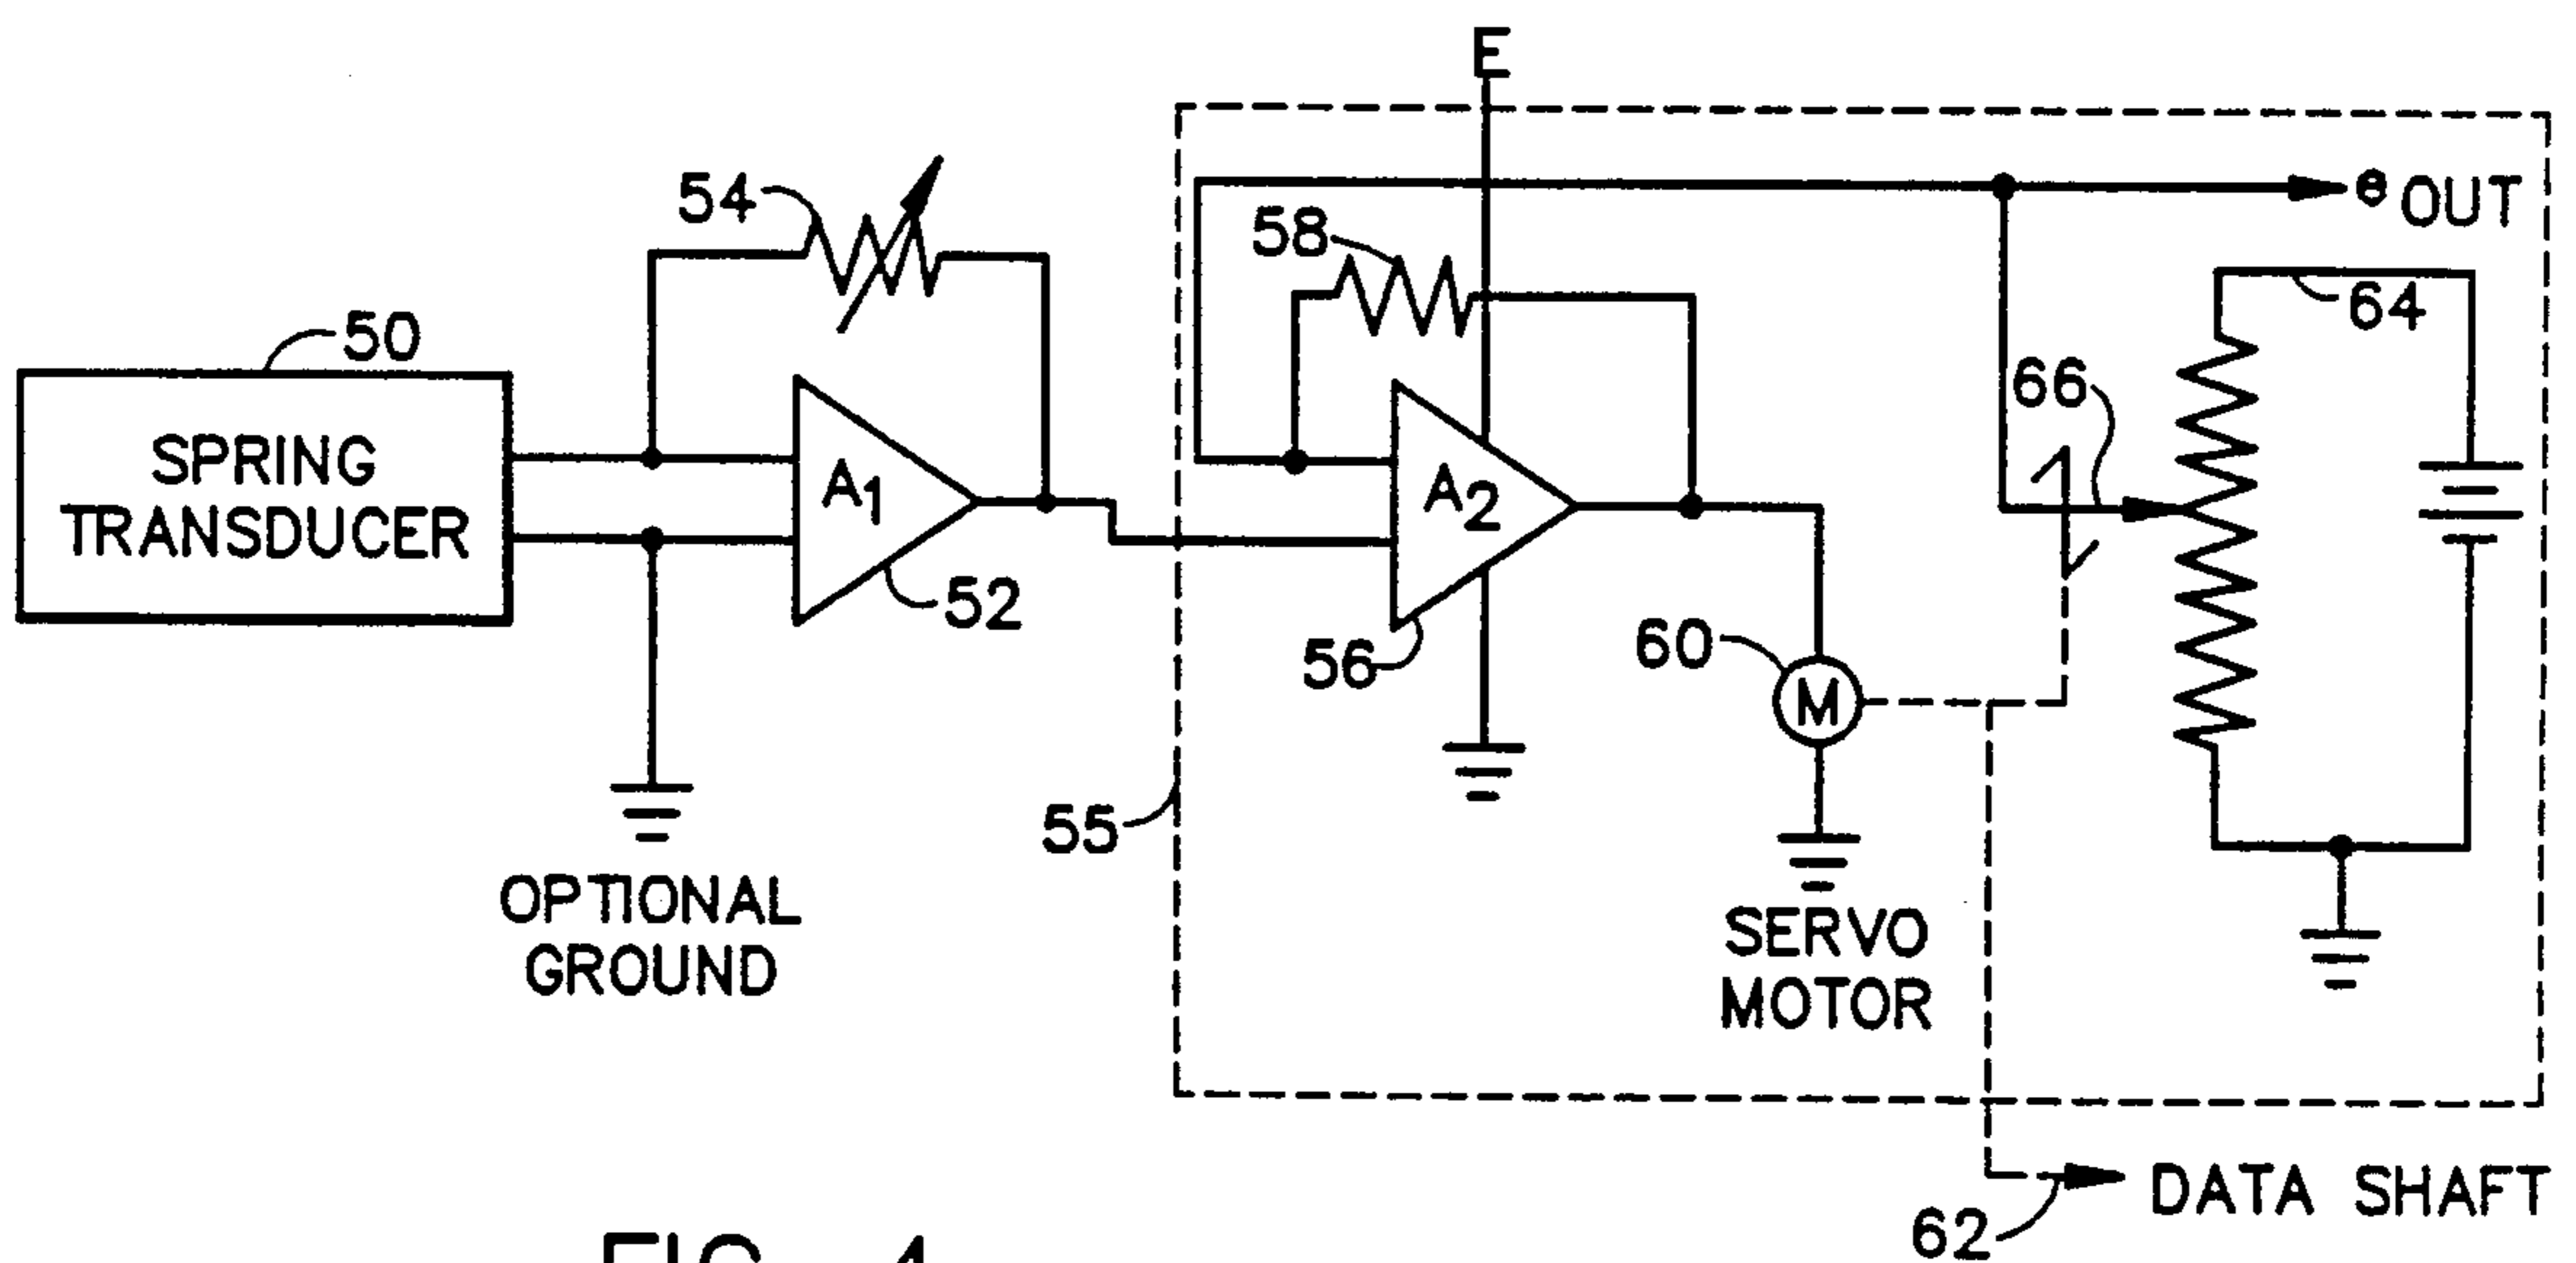 E
e OUT
54
58
64
50
66
SPRING
TRANSDUCER
A1
A2
52
56
60
M
55
OPTIONAL
GROUND
SERVO
MOTOR
DATA SHAFT
62